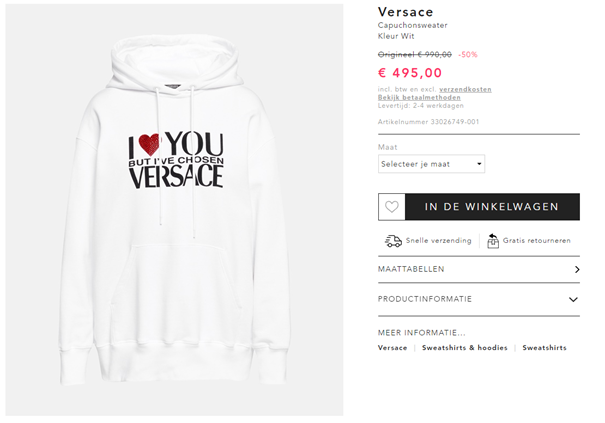 I YOU
BUT I'VE CHOSEN
VERSACE
Versace
Capuchonsweater
Kleur Wit
Origineel € 990,00 -50%
€ 495,00
incl. btw en excl. verzendkosten
Bekijk betaalmethoden
Levertijd: 2-4 werkdagen
Artikelnummer 33026749-001
Maat
Selecteer je maat
IN DE WINKELWAGEN
Snelle verzending
Gratis retourneren
MAATTABELLEN
PRODUCTINFORMATIE
MEER INFORMATIE...
Versace | Sweatshirts & hoodies | Sweatshirts